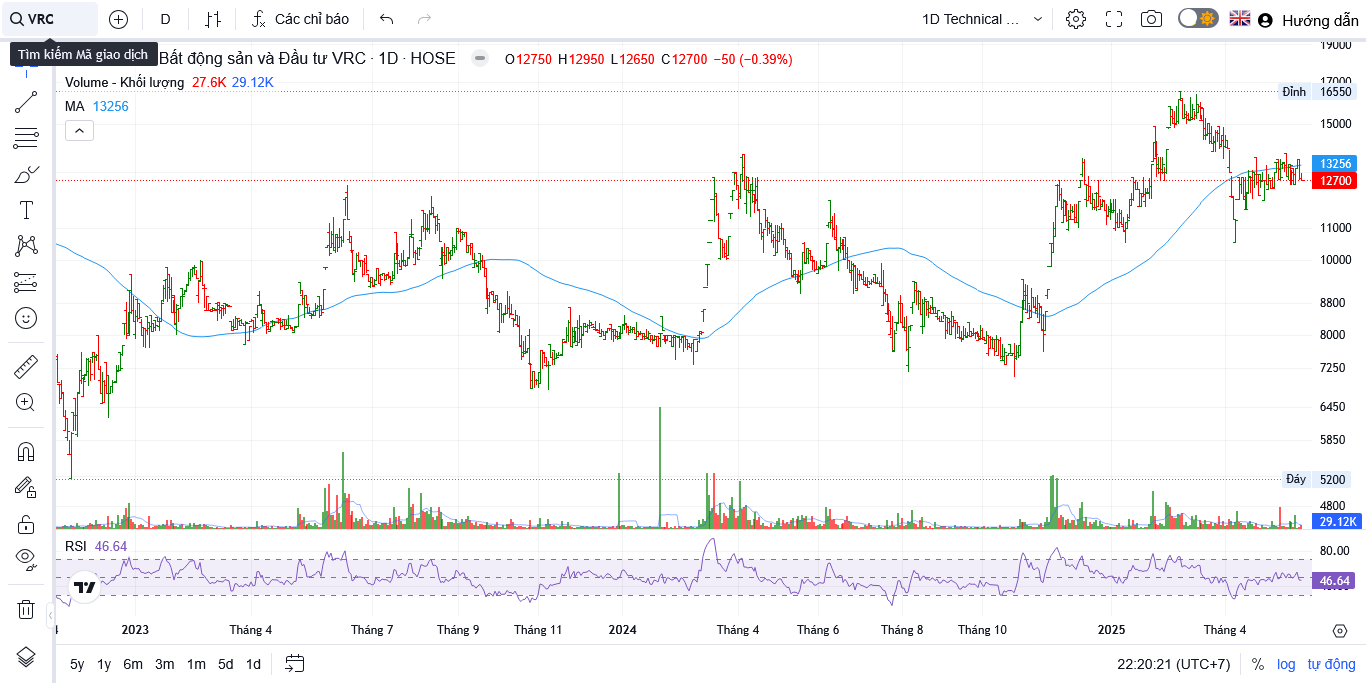 VRC D Các chỉ báo 1D Technical ... Hướng dẫn
Tìm kiếm Mã giao dịch
Bất động sản và Đầu tư VRC · 1D · HOSE O12750 H12950 L12650 C12700 −50 (−0.39%)
Volume - Khối lượng 27.6K 29.12K
MA 13256
19000
17000
Đỉnh 16550
15000
13256
12700
11000
10000
8800
8000
7250
6450
5850
Đáy 5200
4800
29.12K
RSI 46.64
80.00
46.64
2023 Tháng 4 Tháng 7 Tháng 9 Tháng 11 2024 Tháng 4 Tháng 6 Tháng 8 Tháng 10 2025 Tháng 4
5y 1y 6m 3m 1m 5d 1d 22:20:21 (UTC+7) % log tự động